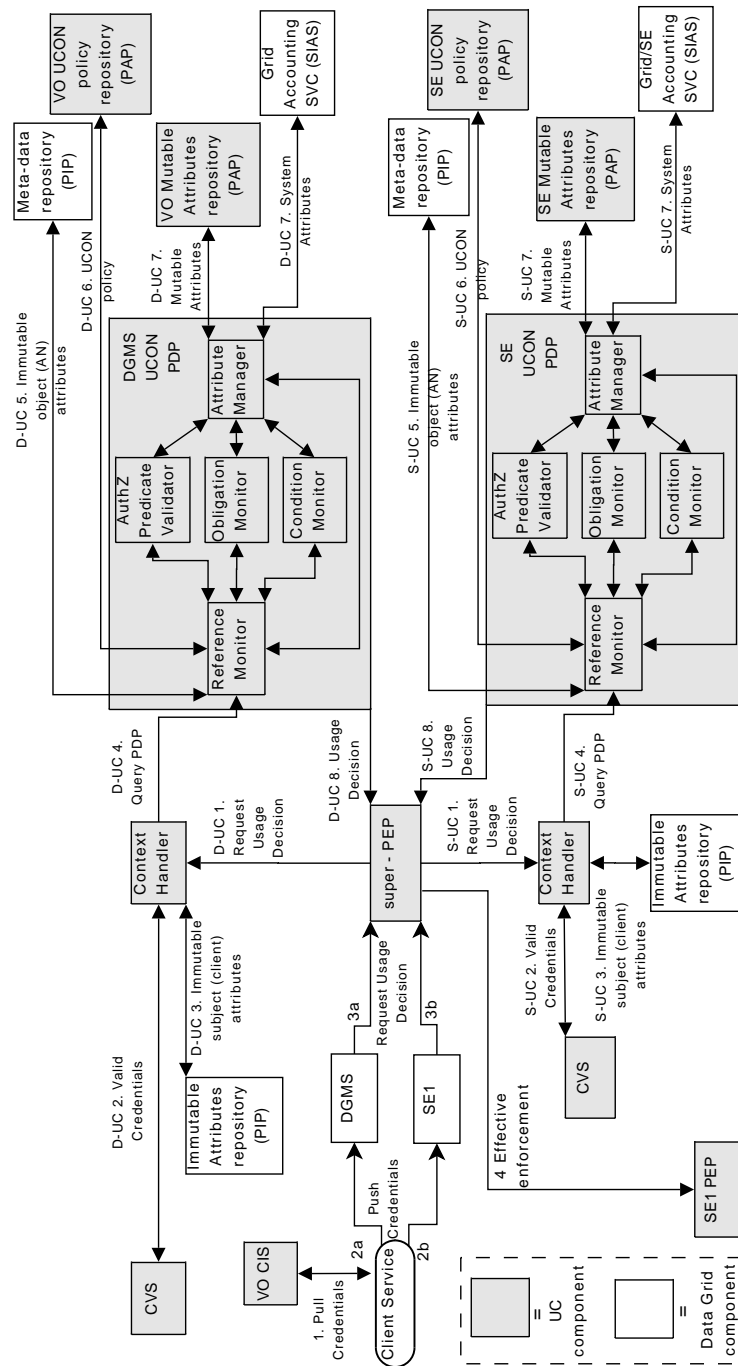 CVS
D-UC 2. Valid
Credentials
Immutable
Attributes
repository
(PIP)
D-UC 3. Immutable
subject (client)
attributes
Context
Handler
D-UC 4.
Query PDP
D-UC 1.
Request
Usage
Decision
D-UC 5. Immutable
object (AN)
attributes
D-UC 6. UCON
policy
Meta-data
repository
(PIP)
VO UCON
policy
repository
(PAP)
DGMS
UCON
PDP
Reference
Monitor
AuthZ
Predicate
Validator
Obligation
Monitor
Condition
Monitor
Attribute
Manager
D-UC 7.
Mutable
Attributes
VO Mutable
Attributes
repository
(PAP)
D-UC 7. System
Attributes
Grid
Accounting
SVC (SIAS)
D-UC 8. Usage
Decision
VO CIS
1. Pull
Credentials
Client Service
2a
Push
Credentials
2b
DGMS
SE1
3a
Request Usage
Decision
3b
super - PEP
S-UC 8.
Usage
Decision
S-UC 1.
Request Usage
Decision
4 Effective
enforcement
SE1 PEP
CVS
S-UC 2. Valid
Credentials
S-UC 3. Immutable
subject (client)
attributes
Context
Handler
Immutable
Attributes
repository
(PIP)
S-UC 4.
Query PDP
S-UC 5. Immutable
object (AN)
attributes
S-UC 6. UCON
policy
Meta-data
repository
(PIP)
SE UCON
policy
repository
(PAP)
SE
UCON
PDP
Reference
Monitor
AuthZ
Predicate
Validator
Obligation
Monitor
Condition
Monitor
Attribute
Manager
S-UC 7.
Mutable
Attributes
SE Mutable
Attributes
repository
(PAP)
S-UC 7. System
Attributes
Grid/SE
Accounting
SVC (SIAS)
=
UC
component
=
Data Grid
component